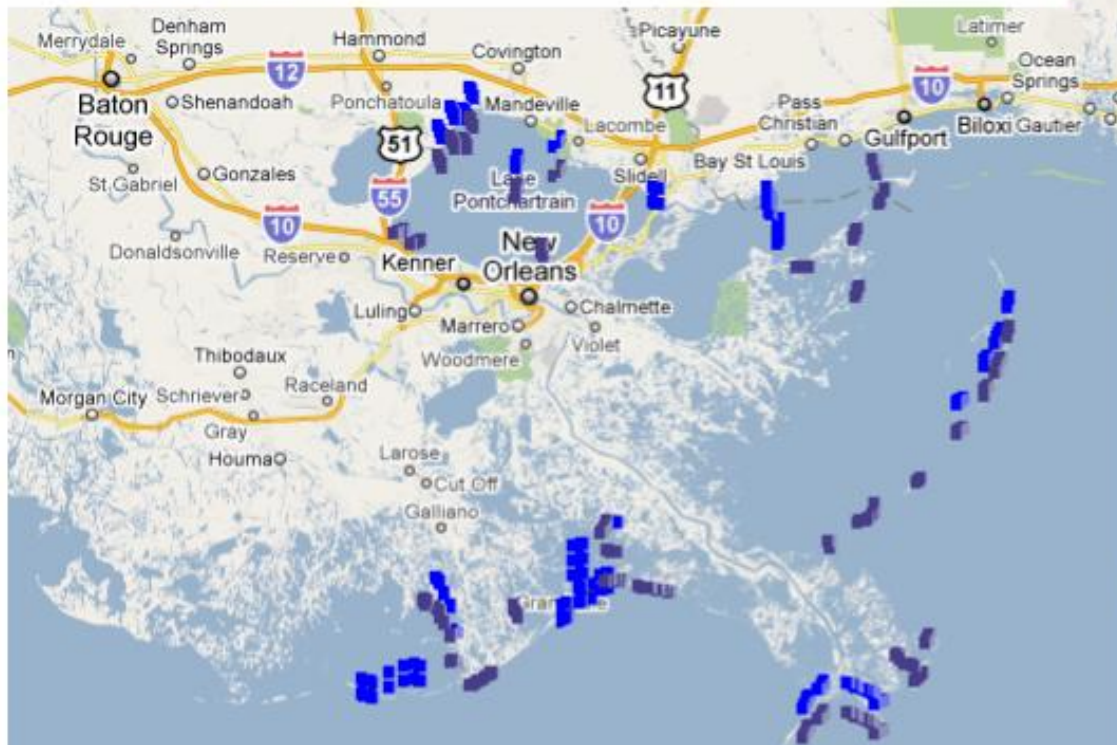 Latimer
Denham
Springs
Merrydale
Hammond
Picayune
Covington
Ocean
Springs
12
10
Baton
Rouge
Shenandoah
Ponchatoula
11
Mandeville
Pass
Christian
Gulfport
Biloxi
Gautier
51
Lacombe
Bay St Louis
Slidell
St Gabriel
Gonzales
Lake
Pontchartrain
55
10
10
Donaldsonville
Reserve
Kenner
New
Orleans
Luling
Chalmette
Marrero
Violet
Woodmere
Thibodaux
Raceland
Schriever
Morgan City
Gray
Houma
Larose
Cut Off
Galliano